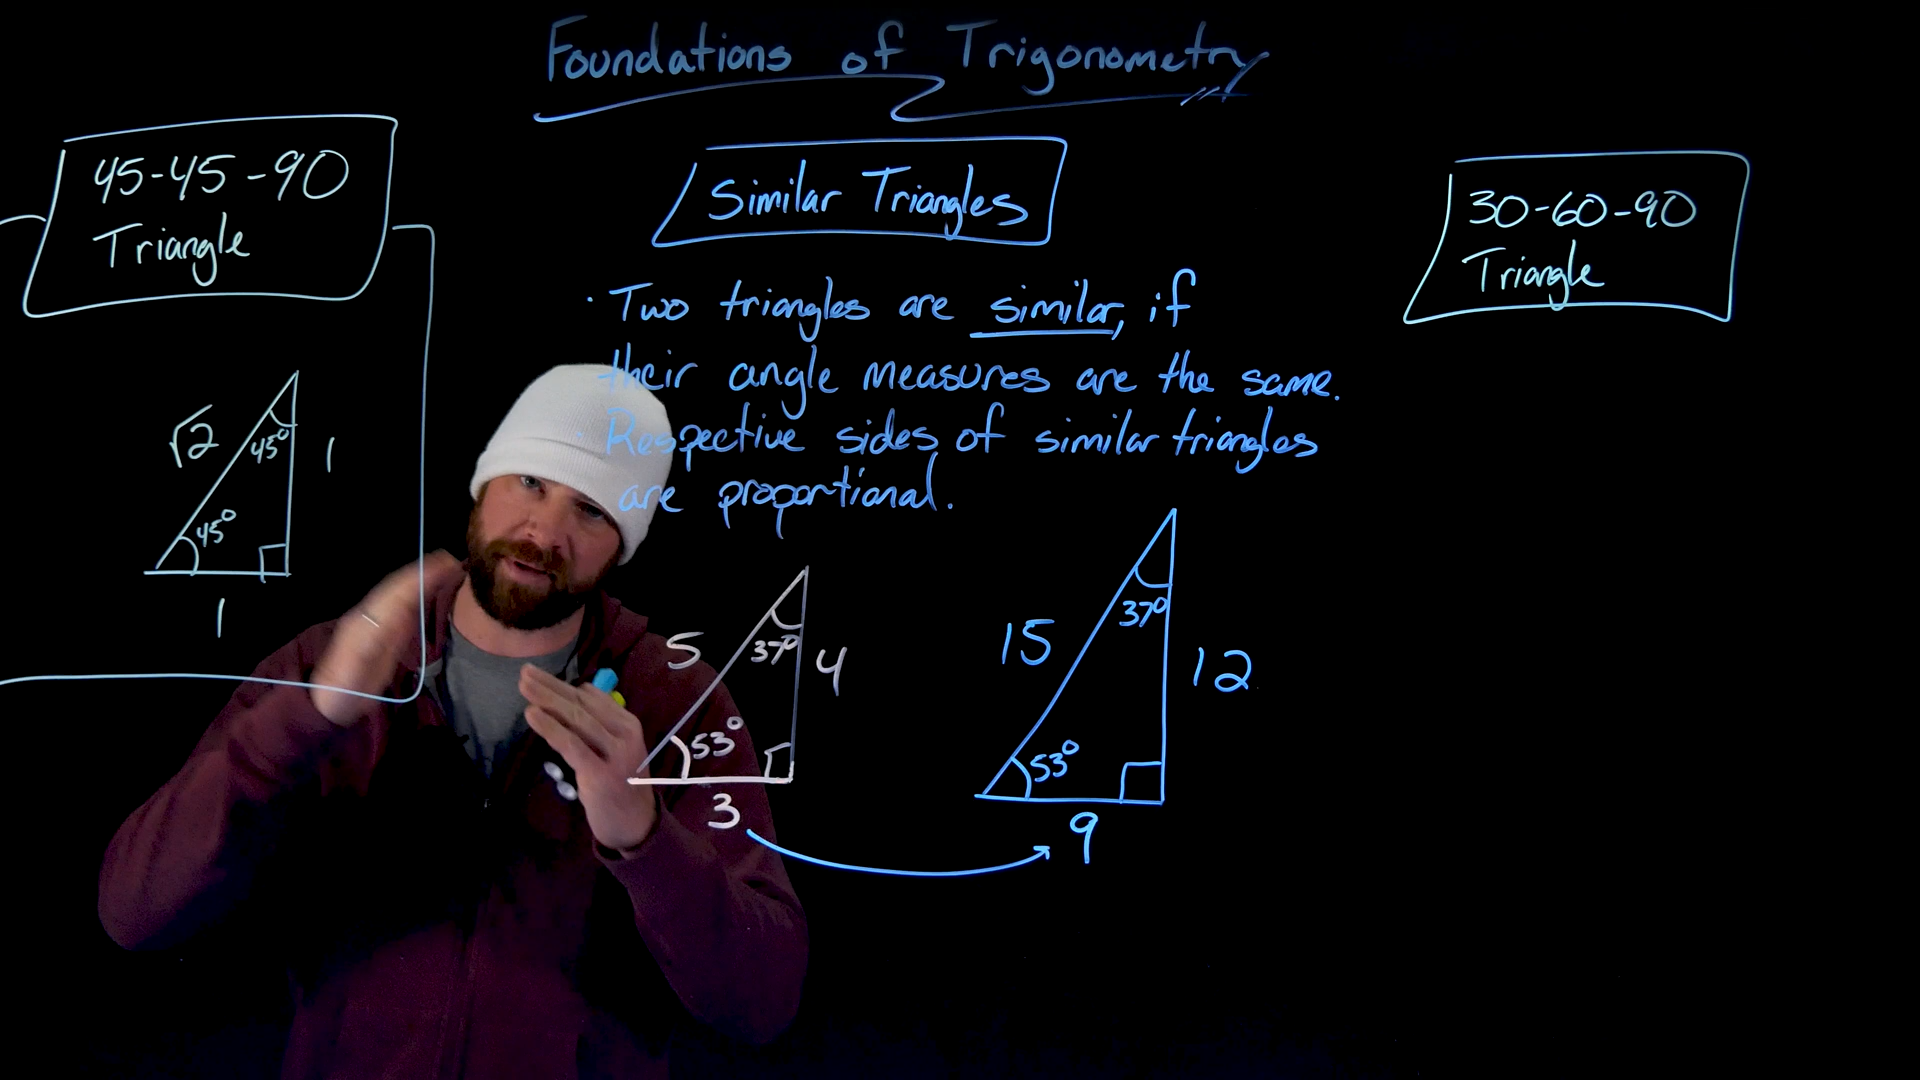 Foundations of Trigonometry
45-45-90
Triangle
√2
45°
1
45°
1
Similar Triangles
· Two triangles are similar, if
their angle measures are the same.
· Respective sides of similar triangles
are proportional.
5
37°
4
53°
3
15
37°
12
53°
9
30-60-90
Triangle